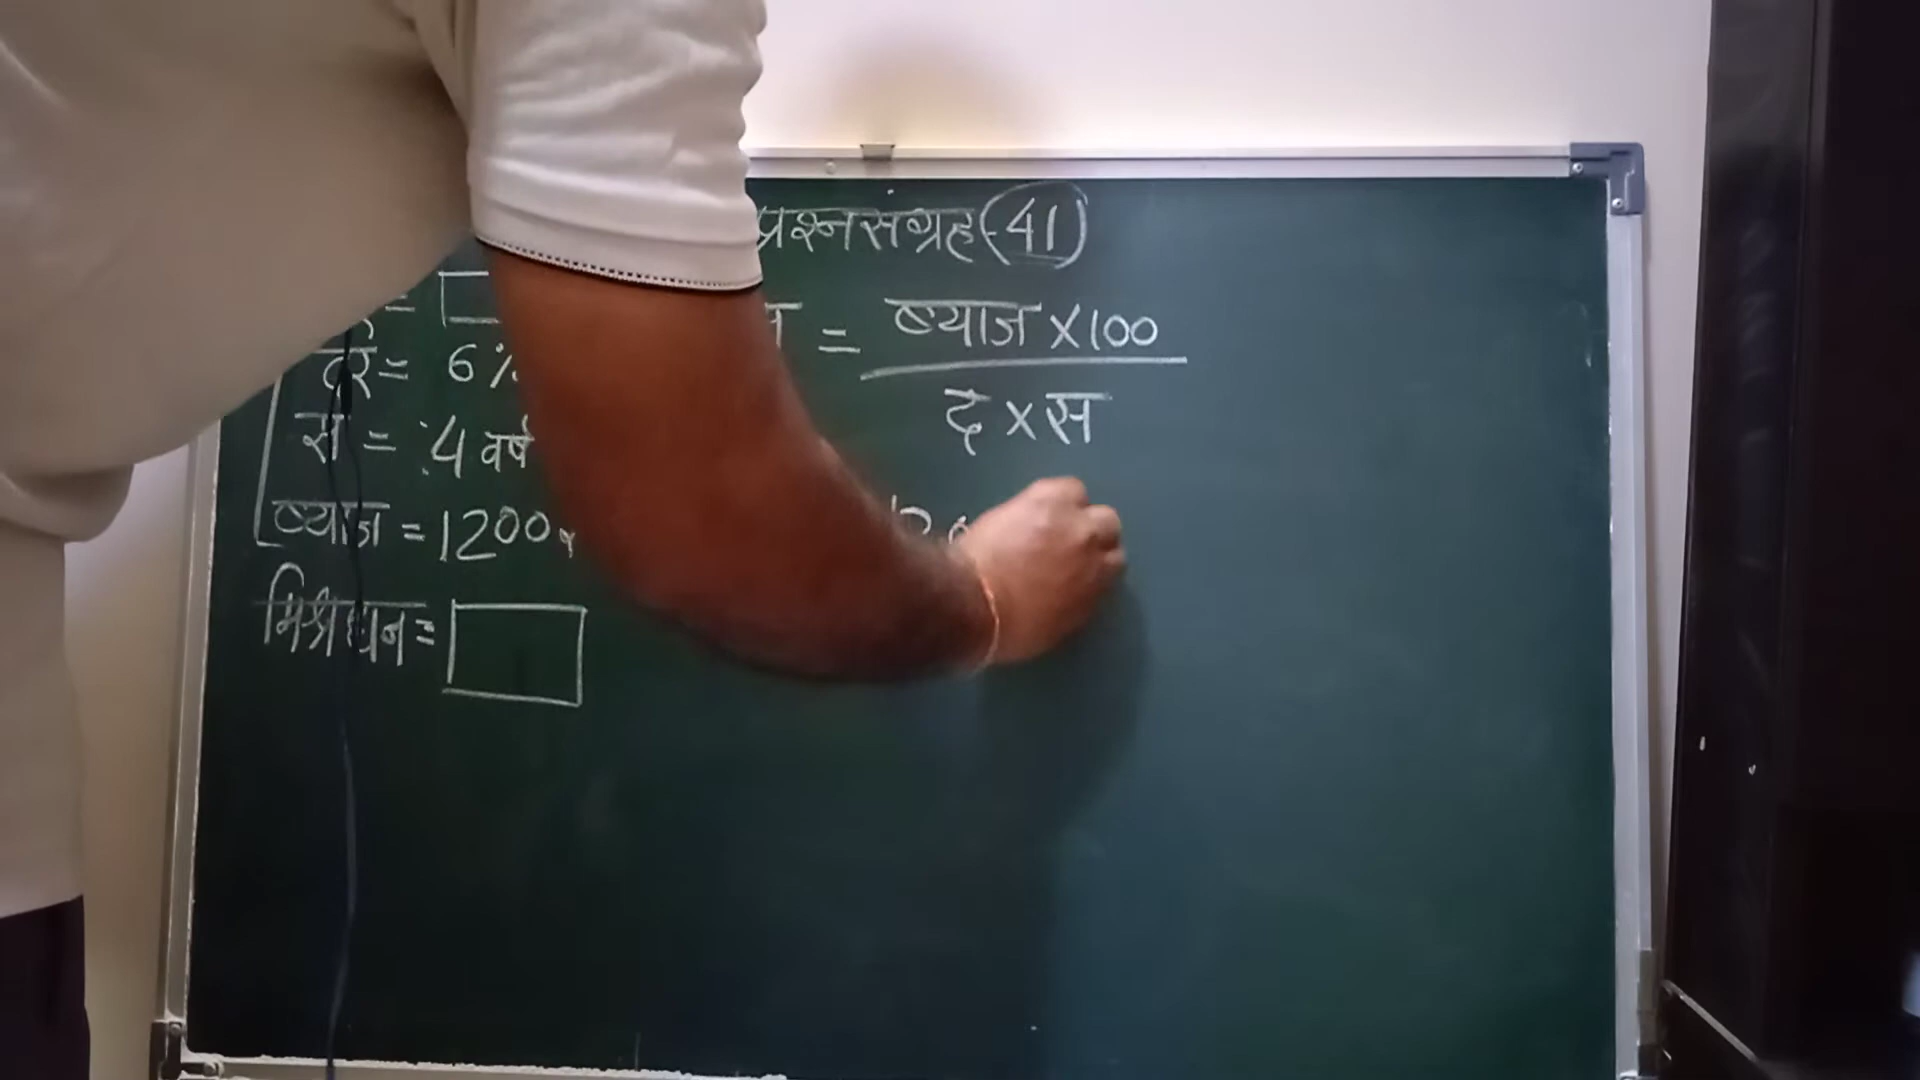 प्रश्नसंग्रह (41)
= ब्याज X100
द x स
दर = 6%
स = 4 वर्ष
ब्याज = 1200
मिश्रधन =